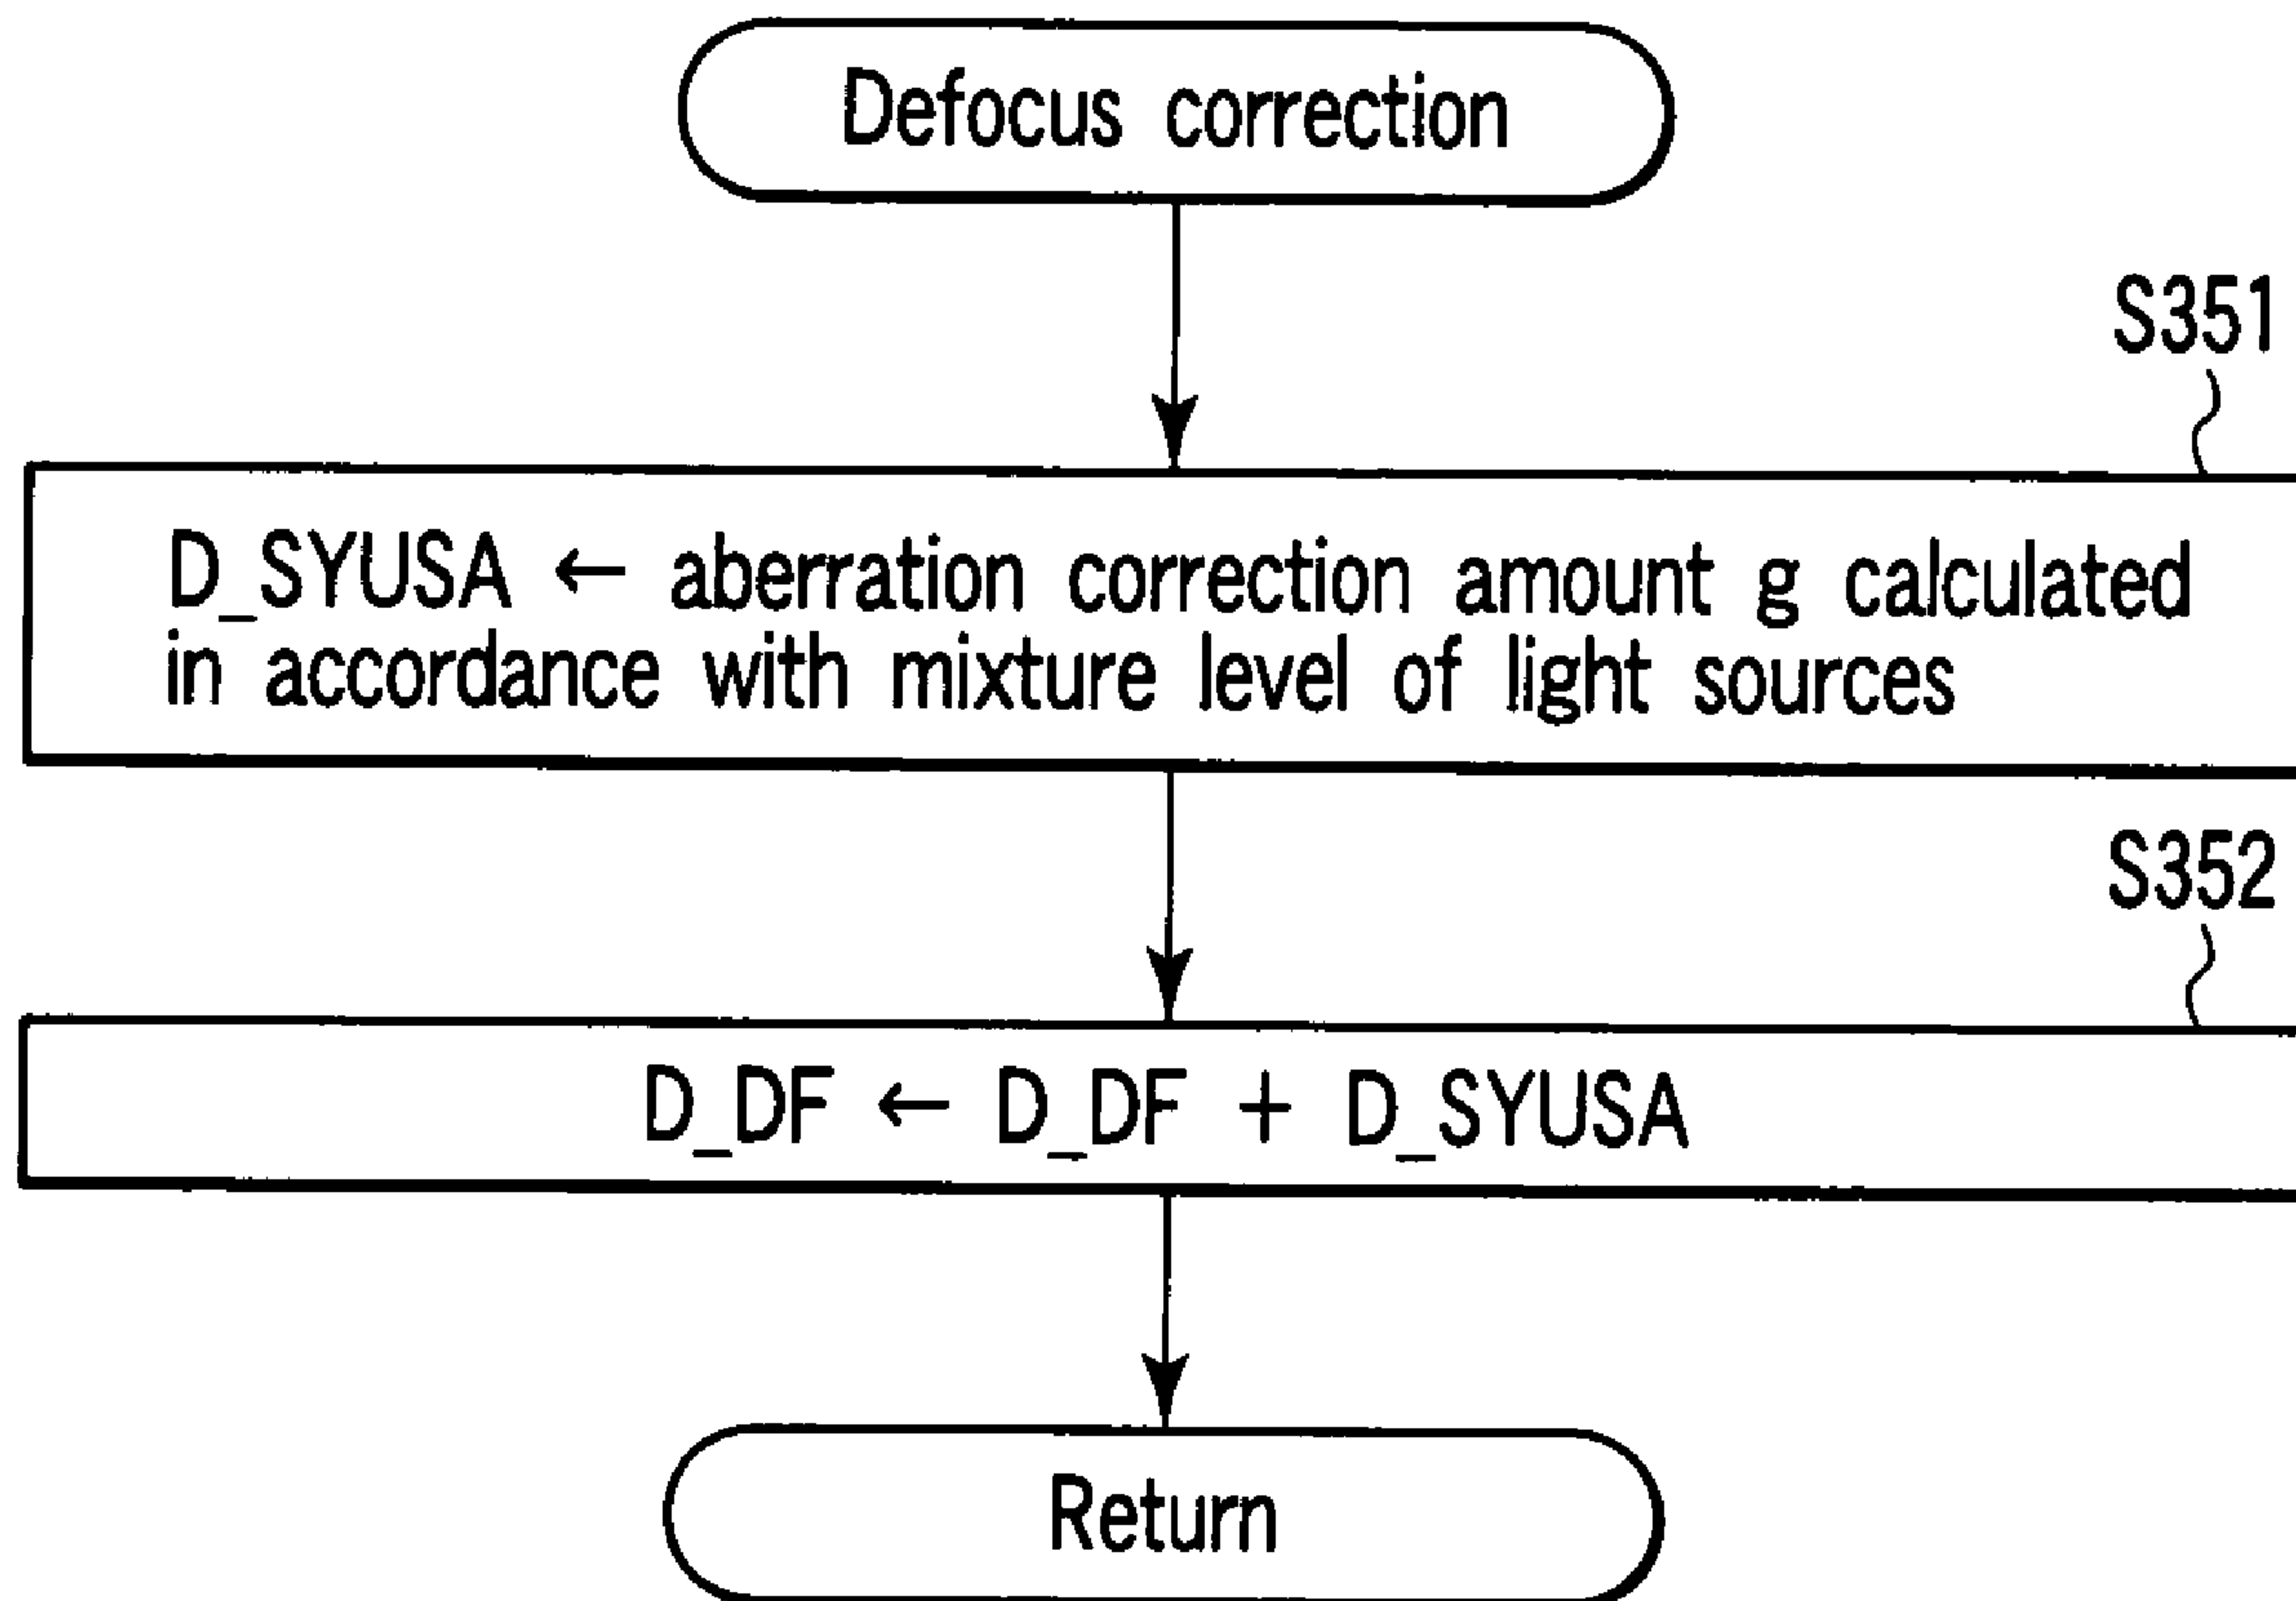 Defocus correction
S351
D_SYUSA ← aberration correction amount g calculated
in accordance with mixture level of light sources
S352
D_DF ← D_DF + D_SYUSA
Return